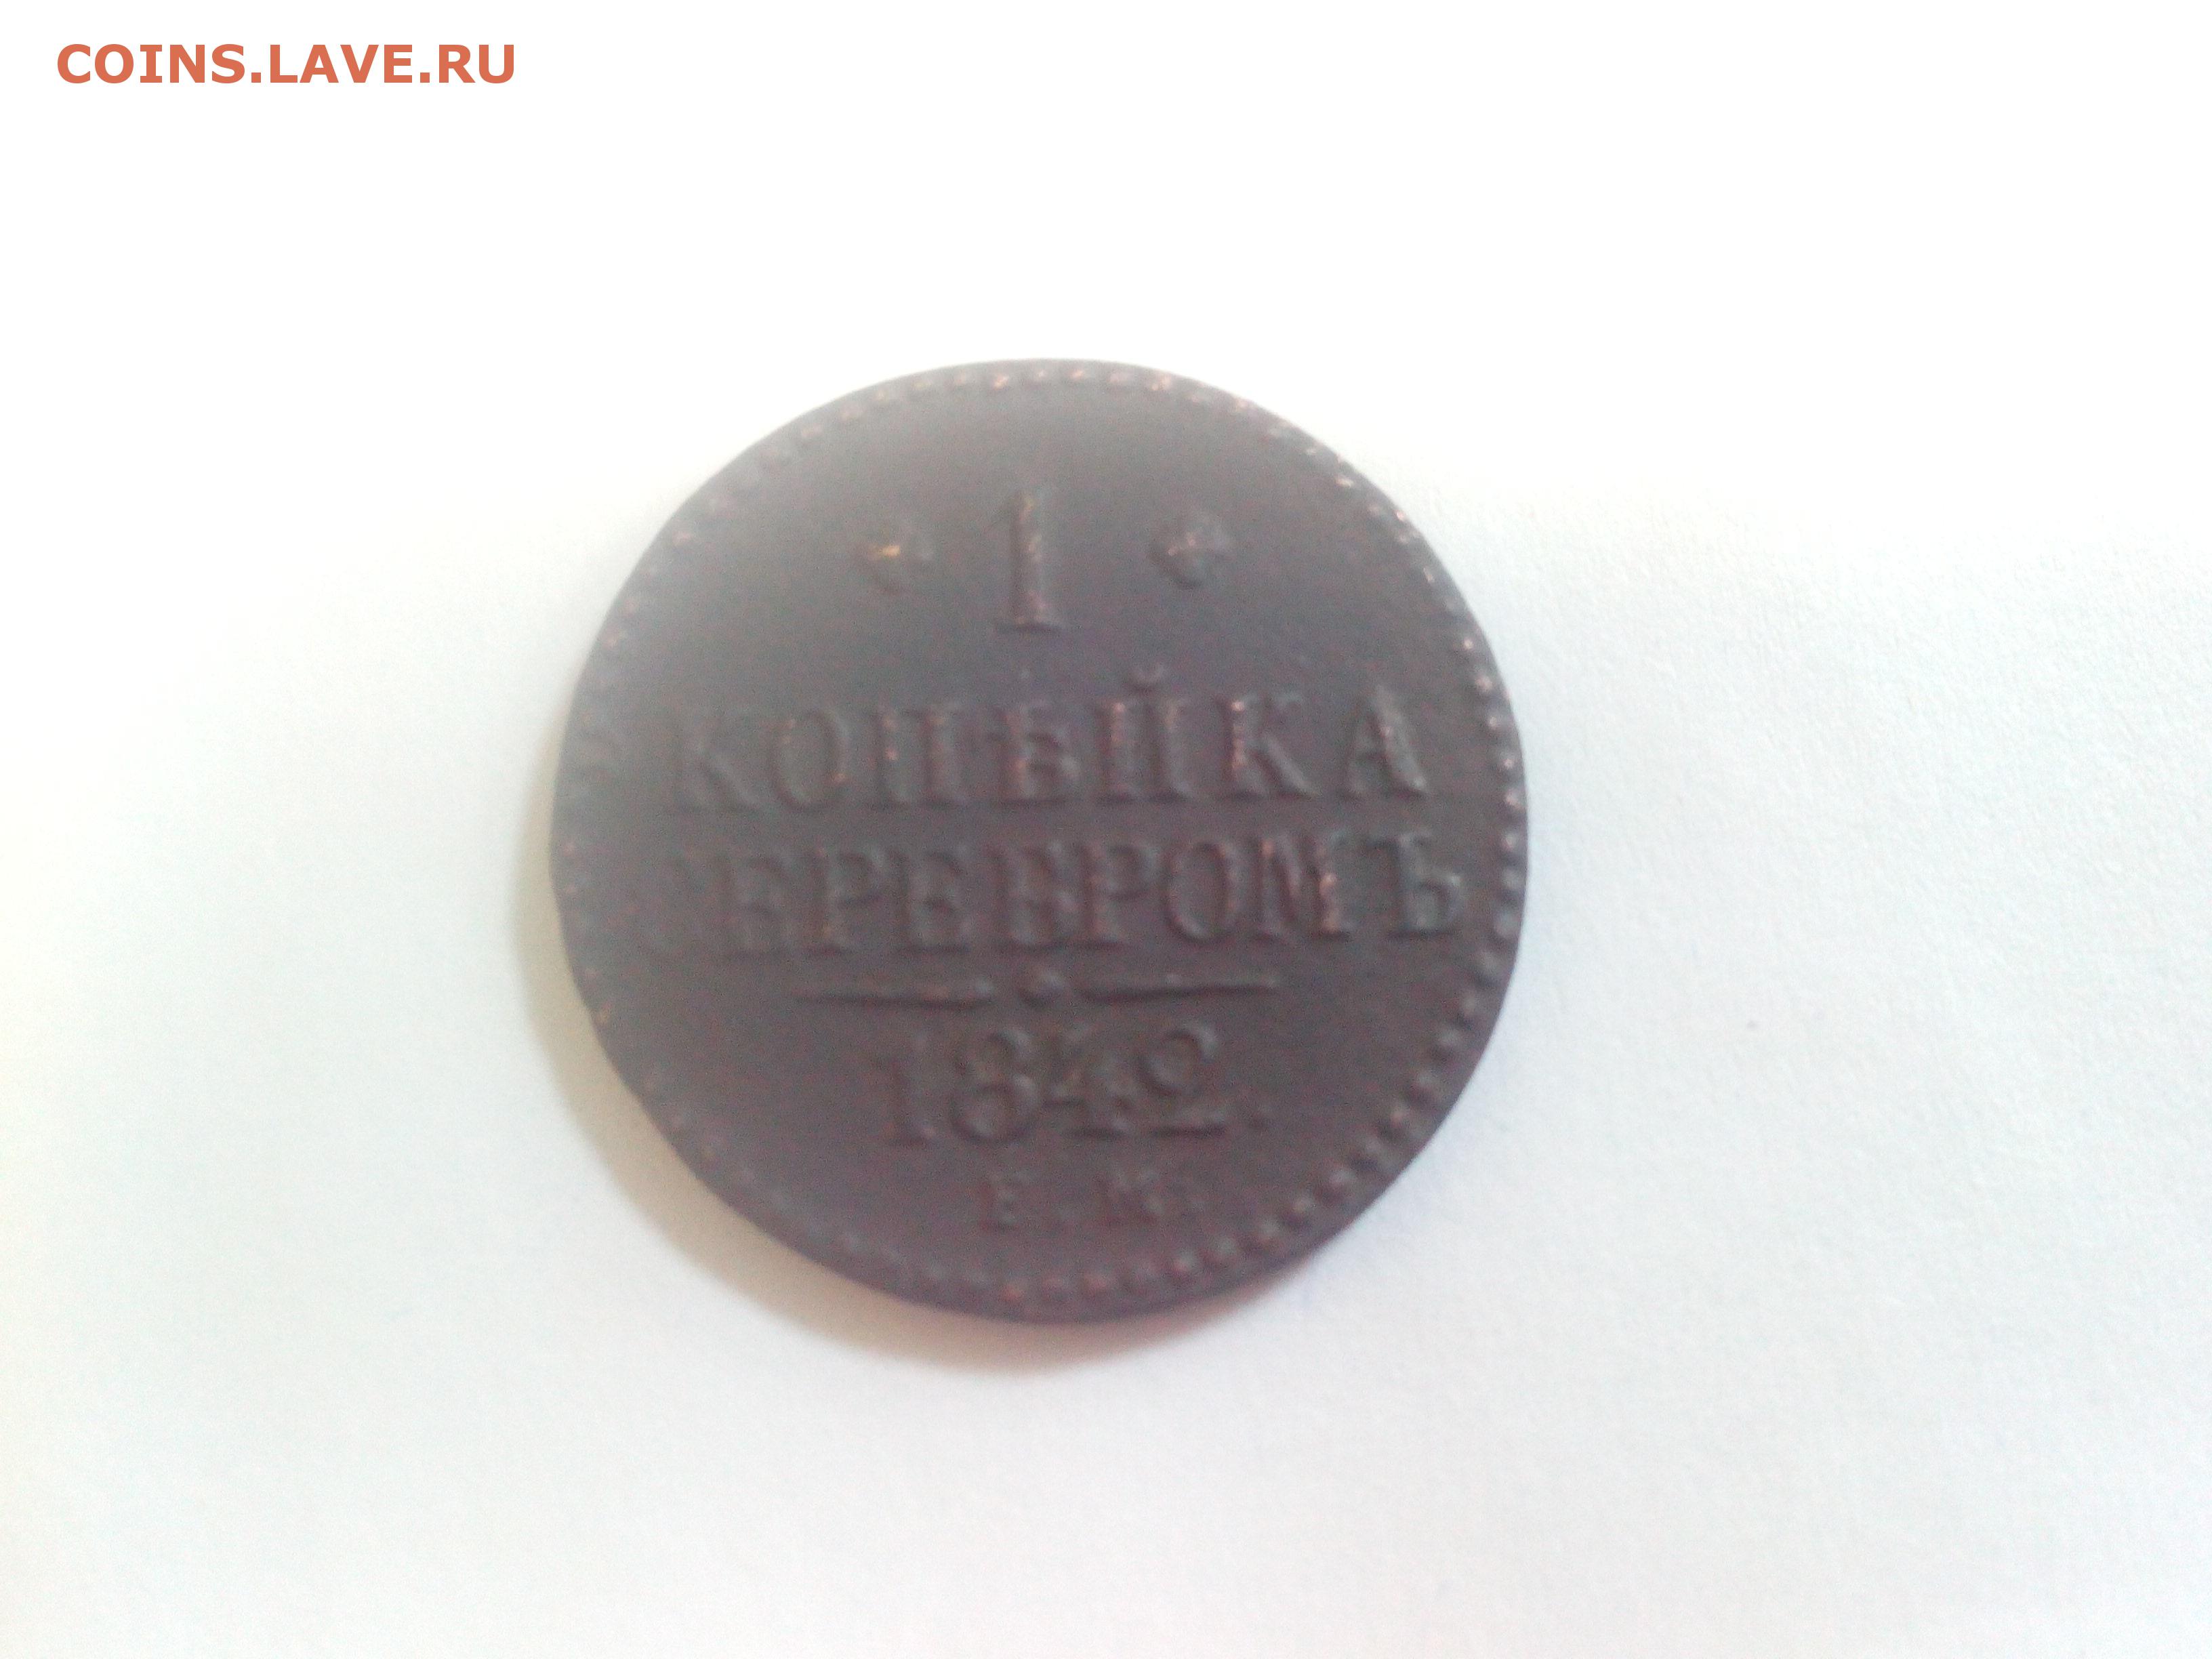 COINS.LAVE.RU
1
КОПѢЙКА
СЕРЕБРОМЪ
1842.
Е.М.